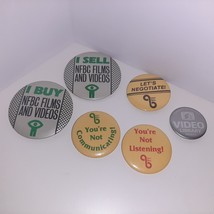 I SELL
NFBC FILMS
AND VIDEOS
LET'S
NEGOTIATE!
I BUY
NFBC FILMS
AND VIDEOS
You're
Not
Communicating!
You're
Not
Listening!
VIDEO